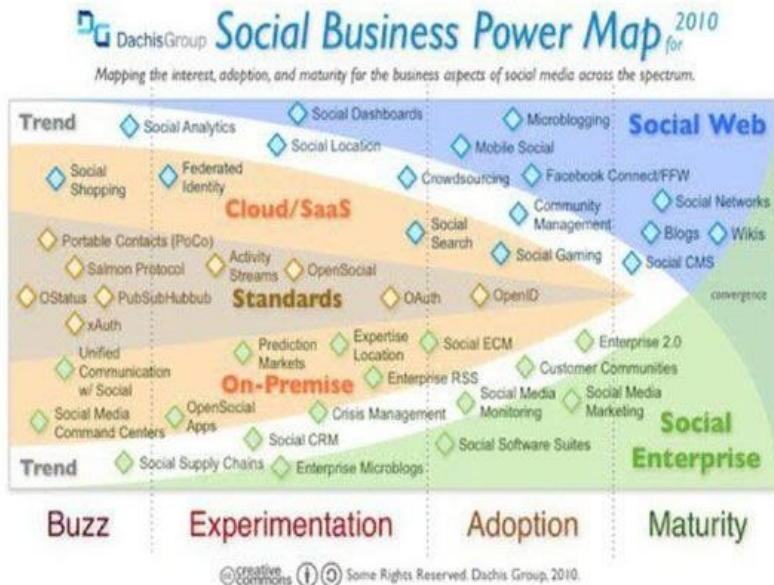 DG DachisGroup Social Business Power Map for 2010
Mapping the interest, adoption, and maturity for the business aspects of social media across the spectrum.
Trend
Social Analytics
Social Dashboards
Microblogging
Social Web
Social Location
Mobile Social
Social
Shopping
Federated
Identity
Crowdsourcing
Facebook Connect/FFW
Cloud/SaaS
Community
Management
Social Networks
Portable Contacts (PoCo)
Social
Search
Blogs
Wikis
Salmon Protocol
Activity
Streams
OpenSocial
Social Gaming
Social CMS
OStatus
PubSubHubbub
Standards
OAuth
OpenID
convergence
xAuth
Unified
Communication
w/ Social
Prediction
Markets
Expertise
Location
Social ECM
Enterprise 2.0
On-Premise
Enterprise RSS
Customer Communities
Social Media
Command Centers
OpenSocial
Apps
Crisis Management
Social Media
Monitoring
Social Media
Marketing
Social CRM
Social Software Suites
Social
Enterprise
Trend
Social Supply Chains
Enterprise Microblogs
Buzz
Experimentation
Adoption
Maturity
cc creative commons Some Rights Reserved. Dachis Group, 2010.